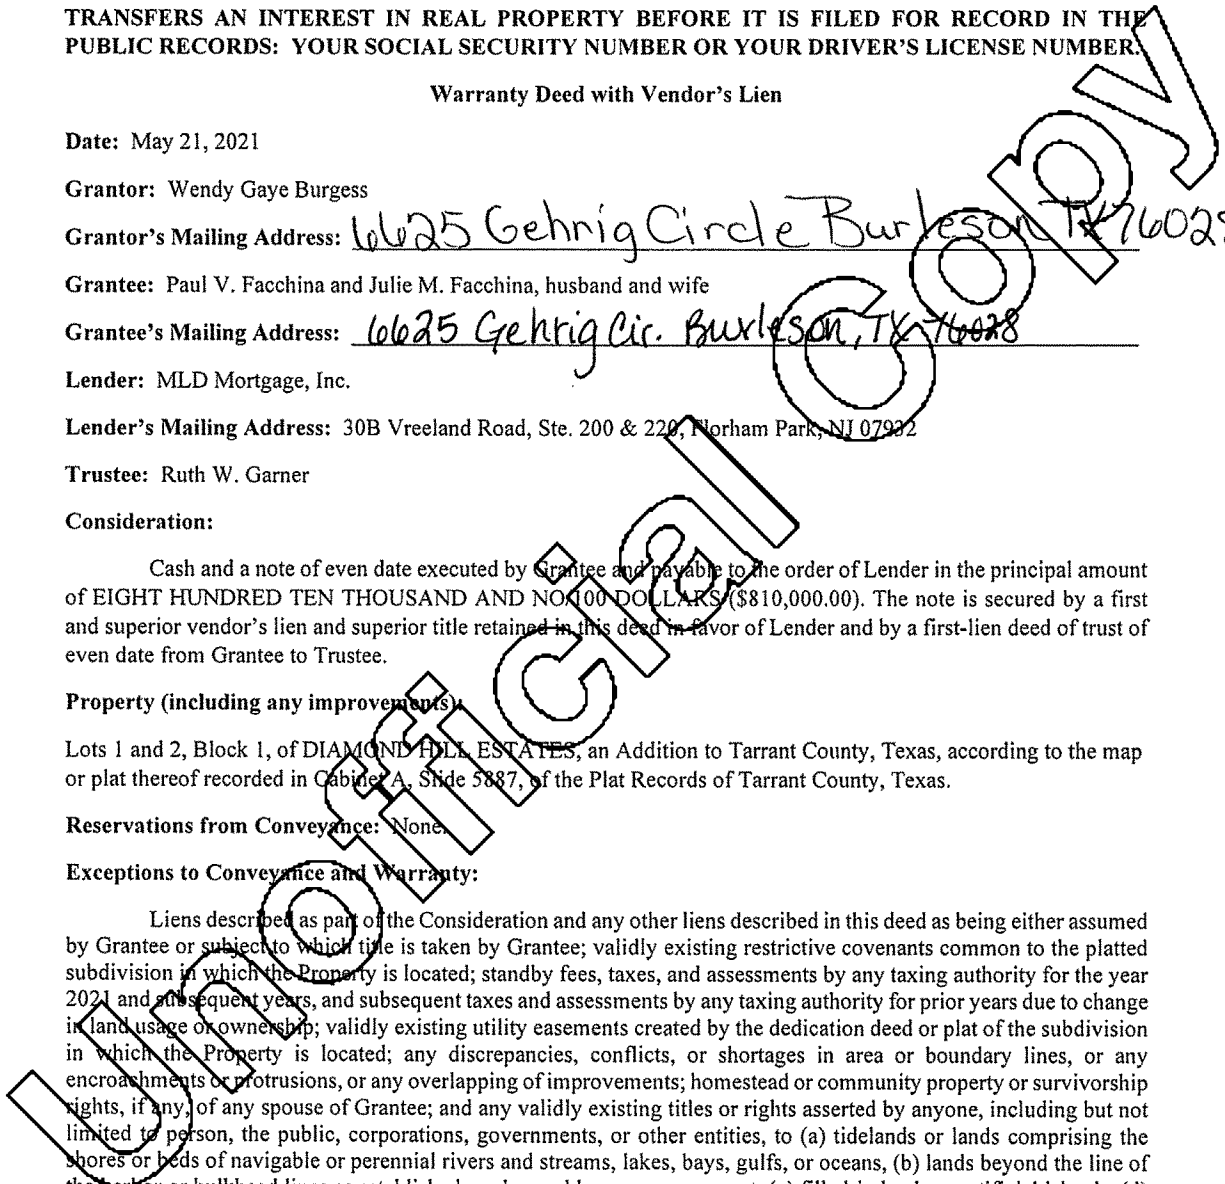 TRANSFERS AN INTEREST IN REAL PROPERTY BEFORE IT IS FILED FOR RECORD IN THE
PUBLIC RECORDS: YOUR SOCIAL SECURITY NUMBER OR YOUR DRIVER'S LICENSE NUMBER.
Warranty Deed with Vendor's Lien
Date: May 21, 2021
Grantor: Wendy Gaye Burgess
Grantor's Mailing Address: 6625 Gehrig Circle Burleson TX 76028
Grantee: Paul V. Facchina and Julie M. Facchina, husband and wife
Grantee's Mailing Address: 6625 Gehrig Cir. Burleson, TX 76028
Lender: MLD Mortgage, Inc.
Lender's Mailing Address: 30B Vreeland Road, Ste. 200 & 220, Florham Park, NJ 07932
Trustee: Ruth W. Garner
Consideration:
Cash and a note of even date executed by Grantee and payable to the order of Lender in the principal amount
of EIGHT HUNDRED TEN THOUSAND AND NO/100 DOLLARS ($810,000.00). The note is secured by a first
and superior vendor's lien and superior title retained in this deed in favor of Lender and by a first-lien deed of trust of
even date from Grantee to Trustee.
Property (including any improvements):
Lots 1 and 2, Block 1, of DIAMOND HILL ESTATES, an Addition to Tarrant County, Texas, according to the map
or plat thereof recorded in Cabinet A, Slide 5887, of the Plat Records of Tarrant County, Texas.
Reservations from Conveyance: None.
Exceptions to Conveyance and Warranty:
Liens described as part of the Consideration and any other liens described in this deed as being either assumed
by Grantee or subject to which title is taken by Grantee; validly existing restrictive covenants common to the platted
subdivision in which the Property is located; standby fees, taxes, and assessments by any taxing authority for the year
2021 and subsequent years, and subsequent taxes and assessments by any taxing authority for prior years due to change
in land usage or ownership; validly existing utility easements created by the dedication deed or plat of the subdivision
in which the Property is located; any discrepancies, conflicts, or shortages in area or boundary lines, or any
encroachments or protrusions, or any overlapping of improvements; homestead or community property or survivorship
rights, if any, of any spouse of Grantee; and any validly existing titles or rights asserted by anyone, including but not
limited to person, the public, corporations, governments, or other entities, to (a) tidelands or lands comprising the
shores or beds of navigable or perennial rivers and streams, lakes, bays, gulfs, or oceans, (b) lands beyond the line of
Unofficial Copy